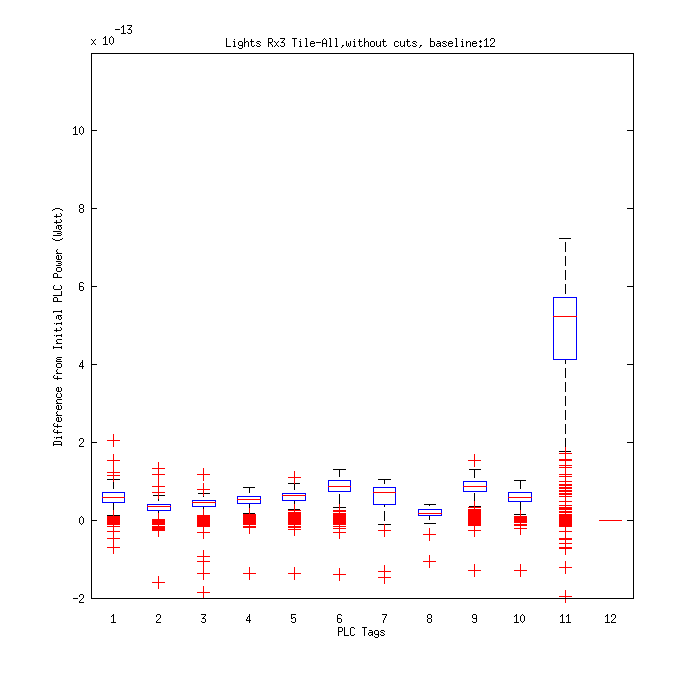 x 10^-13
Lights Rx3 Tile-All,without cuts, baseline:12
Difference from Initial PLC Power (Watt)
10
8
6
4
2
0
-2
1 2 3 4 5 6 7 8 9 10 11 12
PLC Tags